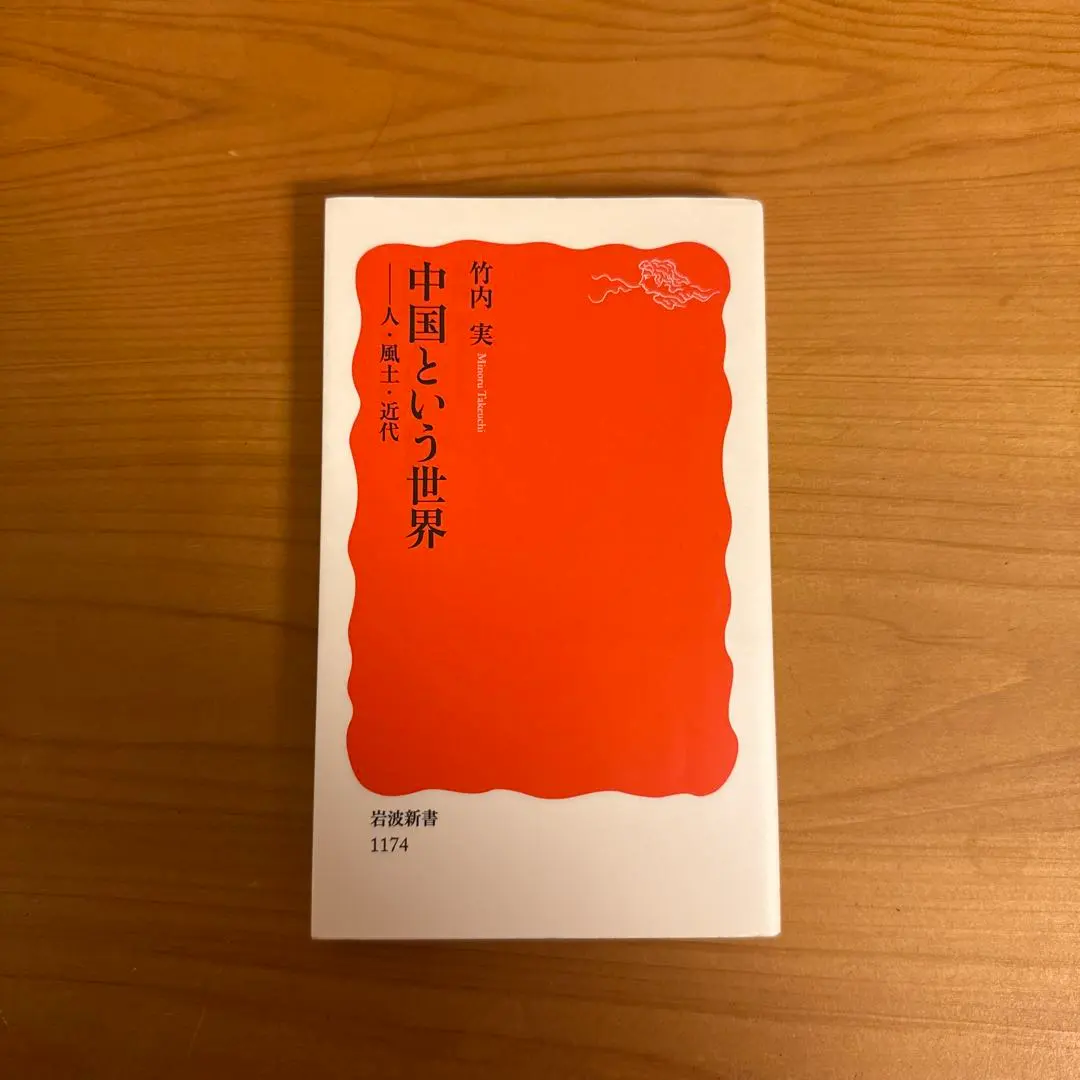 竹内 実
Minoru Takeuchi
中国という世界
――人・風土・近代
岩波新書
1174